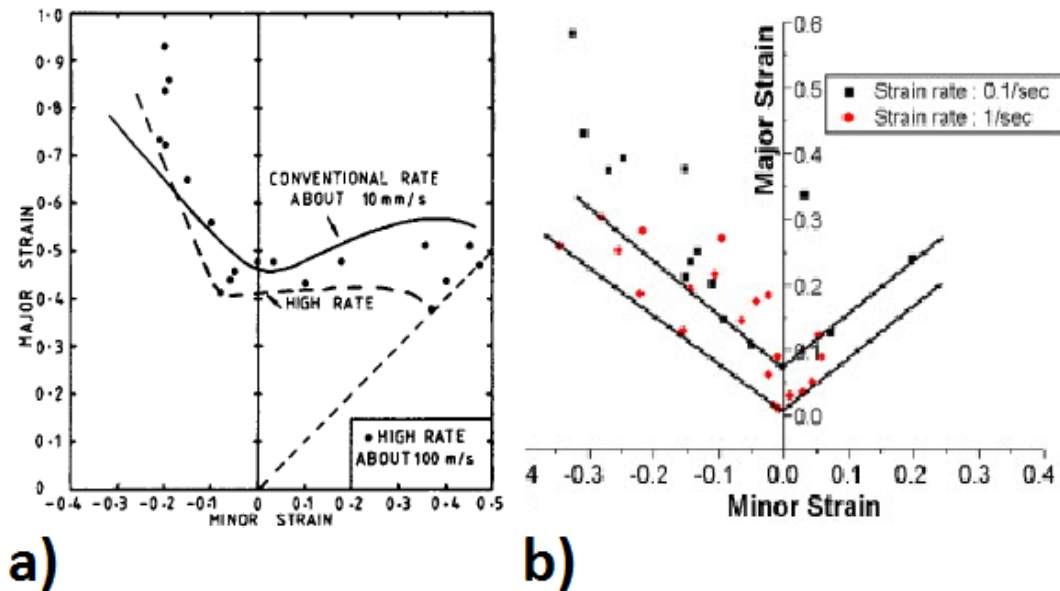 1·0
0·9
0·8
0·7
0·6
0·5
0·4
0·3
0·2
0·1
0
MAJOR STRAIN
CONVENTIONAL RATE
ABOUT 10 mm/s
HIGH RATE
• HIGH RATE
ABOUT 100 m/s
-0·4 -0·3 -0·2 -0·1 0 0·1 0·2 0·3 0·4 0·5
MINOR STRAIN
a)
0.6
0.5
0.4
0.3
0.2
0.1
0.0
Major Strain
Strain rate : 0.1/sec
Strain rate : 1/sec
4 -0.3 -0.2 -0.1 0.0 0.1 0.2 0.3 0.4
Minor Strain
b)